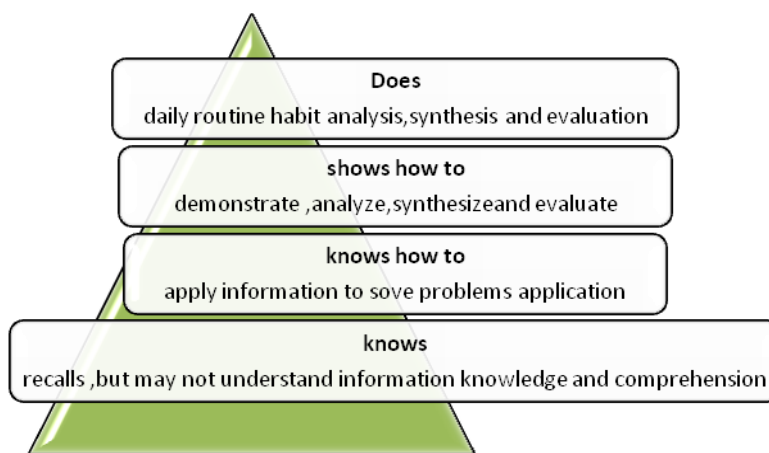 Does
daily routine habit analysis,synthesis and evaluation
shows how to
demonstrate ,analyze,synthesizeand evaluate
knows how to
apply information to sove problems application
knows
recalls ,but may not understand information knowledge and comprehension